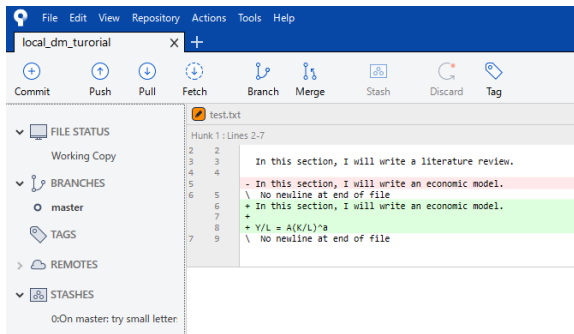 File Edit View Repository Actions Tools Help
local_dm_turorial X +
Commit Push Pull Fetch Branch Merge Stash Discard Tag
FILE STATUS
Working Copy
BRANCHES
master
TAGS
REMOTES
STASHES
0:On master: try small letter:
test.txt
Hunk 1 : Lines 2-7
2 2
3 3 In this section, I will write a literature review.
4 4
5 - In this section, I will write an economic model.
6 5 \ No newline at end of file
6 + In this section, I will write an economic model.
7 +
8 + Y/L = A(K/L)^a
7 9 \ No newline at end of file